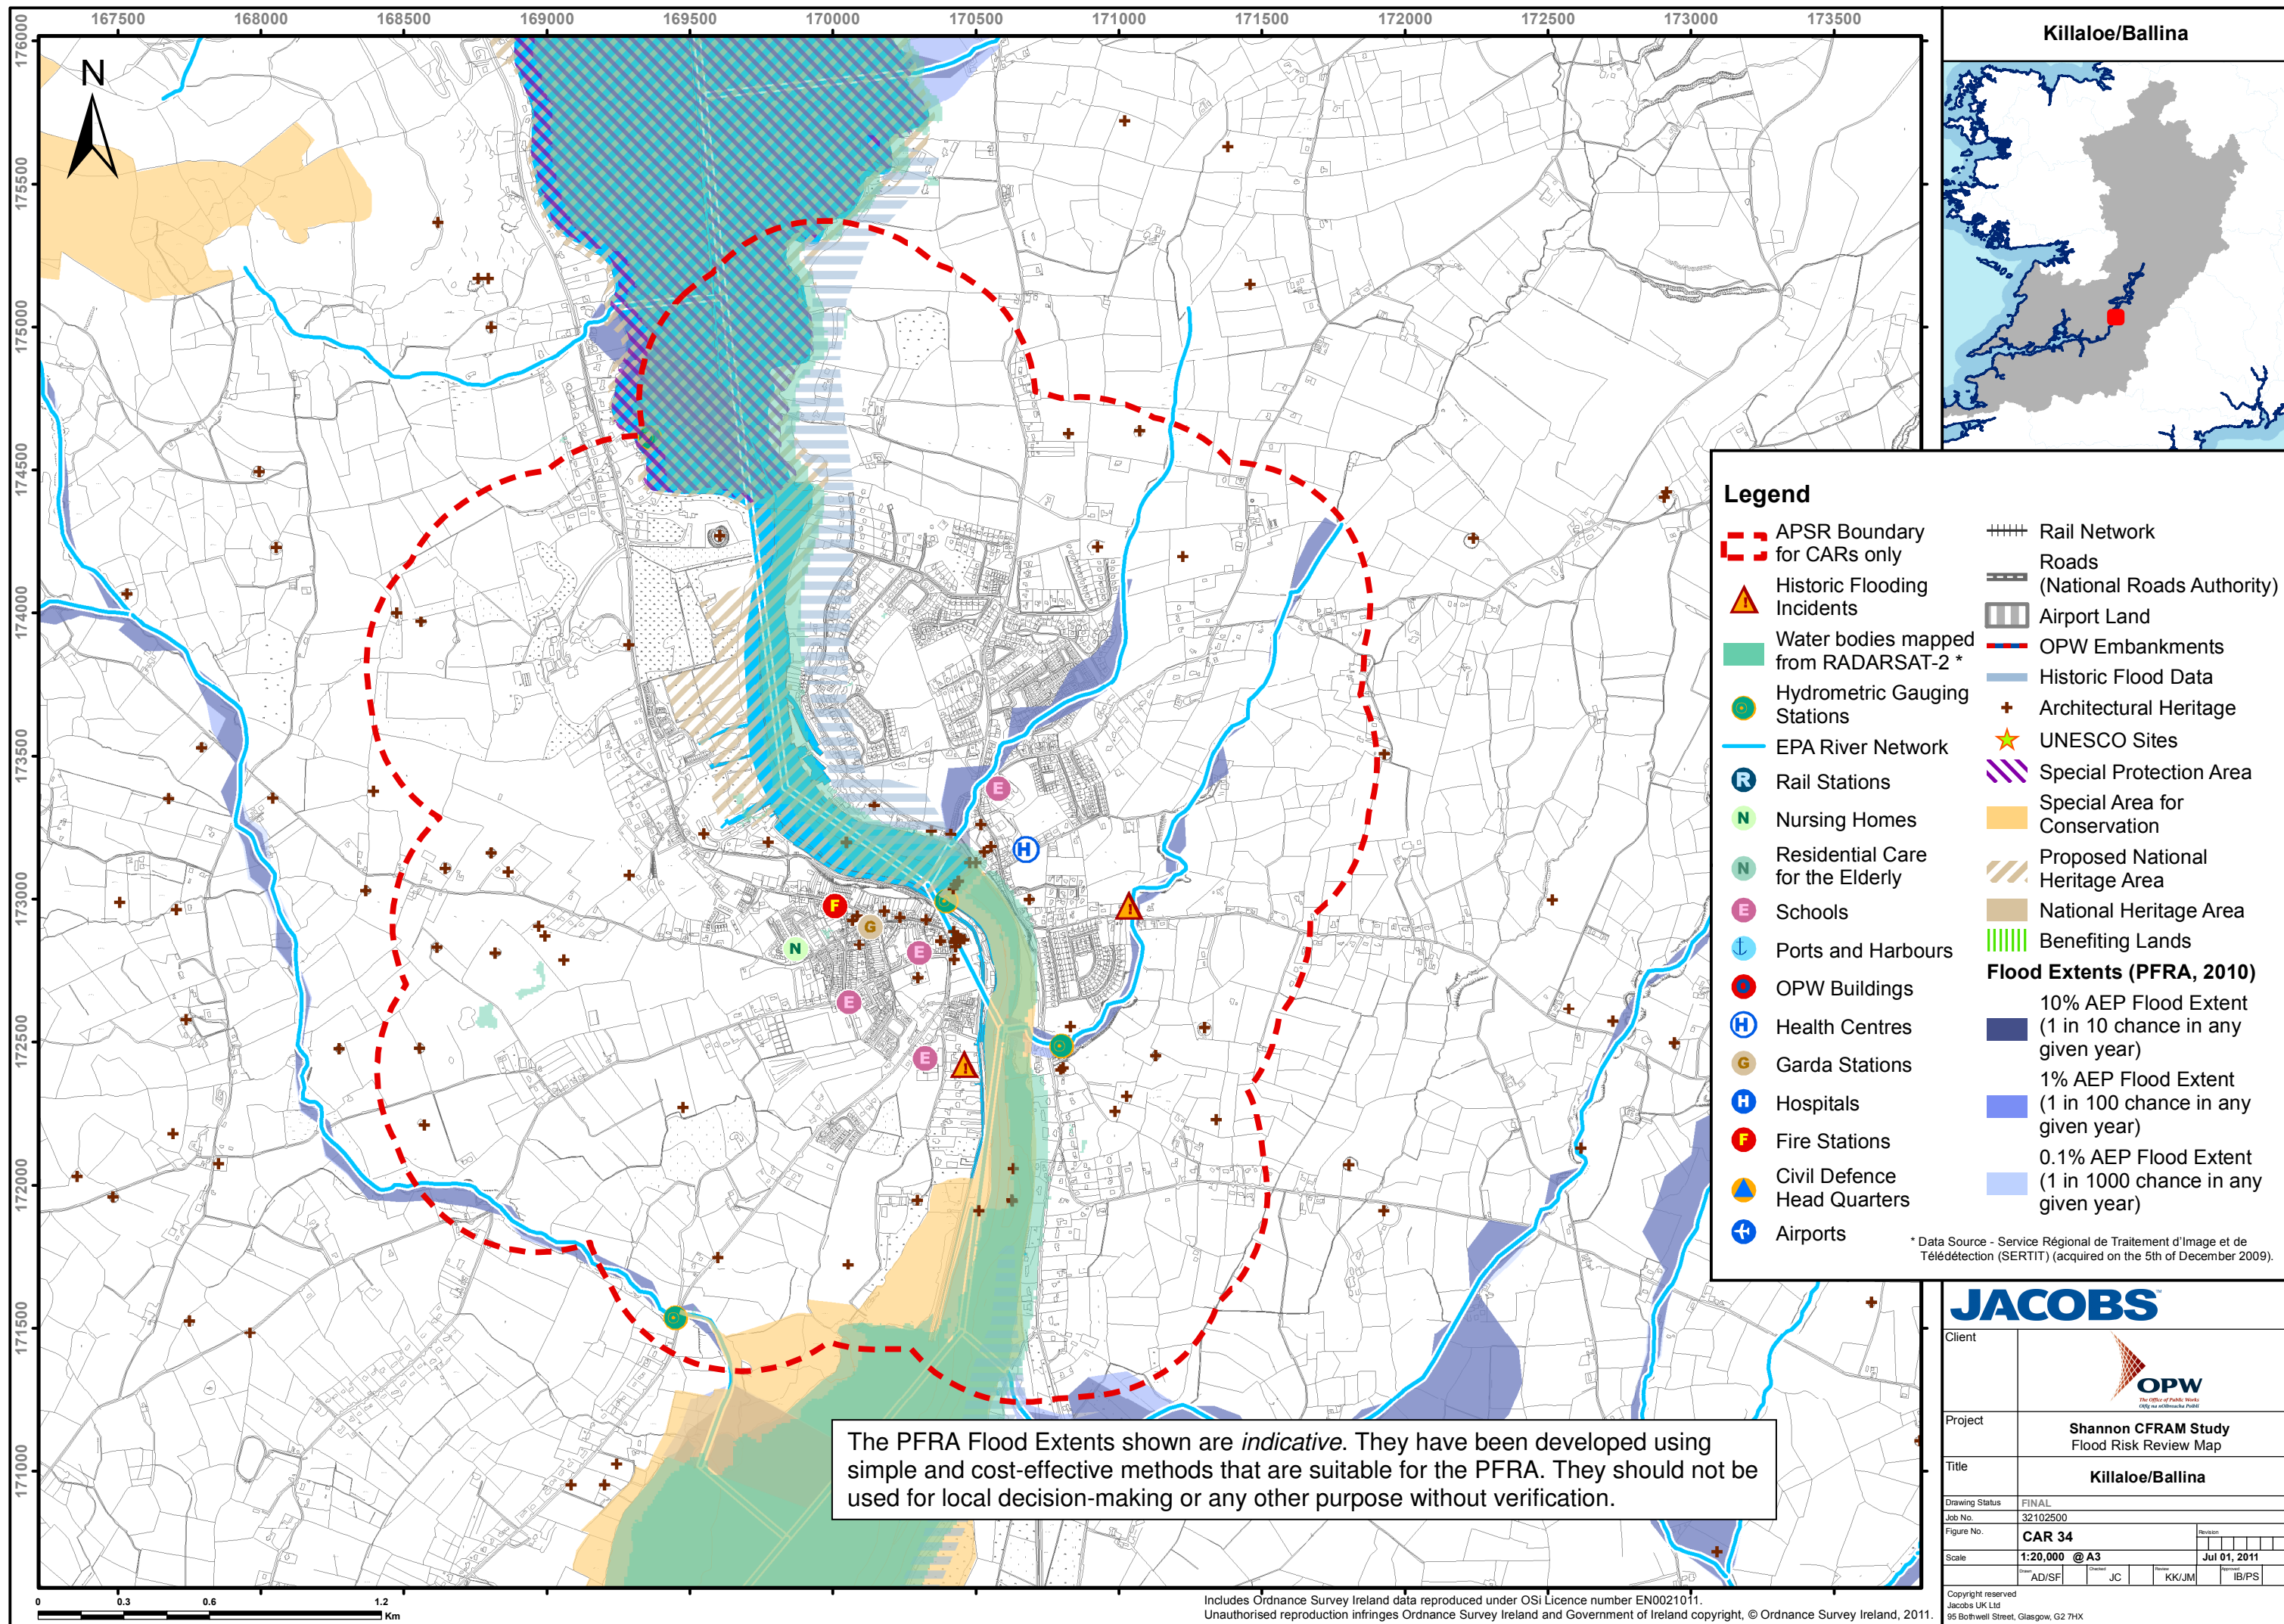 167500 168000 168500 169000 169500 170000 170500 171000 171500 172000 172500 173000 173500
176000
175500
175000
174500
174000
173500
173000
172500
172000
171500
171000
N
Killaloe/Ballina
Legend
APSR Boundary
for CARs only
Historic Flooding
Incidents
Water bodies mapped
from RADARSAT-2 *
Hydrometric Gauging
Stations
EPA River Network
R Rail Stations
N Nursing Homes
N Residential Care
for the Elderly
E Schools
Ports and Harbours
O OPW Buildings
H Health Centres
G Garda Stations
H Hospitals
F Fire Stations
Civil Defence
Head Quarters
Airports
Rail Network
Roads
(National Roads Authority)
Airport Land
OPW Embankments
Historic Flood Data
Architectural Heritage
UNESCO Sites
Special Protection Area
Special Area for
Conservation
Proposed National
Heritage Area
National Heritage Area
Benefiting Lands
Flood Extents (PFRA, 2010)
10% AEP Flood Extent
(1 in 10 chance in any
given year)
1% AEP Flood Extent
(1 in 100 chance in any
given year)
0.1% AEP Flood Extent
(1 in 1000 chance in any
given year)
* Data Source - Service Régional de Traitement d'Image et de
Télédétection (SERTIT) (acquired on the 5th of December 2009).
E
H
F
G
N
E
E
E
The PFRA Flood Extents shown are indicative. They have been developed using
simple and cost-effective methods that are suitable for the PFRA. They should not be
used for local decision-making or any other purpose without verification.
JACOBS
Client
OPW
The Office of Public Works
Oifig na nOibreacha Poiblí
Project
Shannon CFRAM Study
Flood Risk Review Map
Title
Killaloe/Ballina
Drawing Status FINAL
Job No. 32102500
Figure No. CAR 34 Revision
Scale 1:20,000 @ A3 Jul 01, 2011
Drawn AD/SF Checked JC Review KK/JM Approved IB/PS
Copyright reserved
Jacobs UK Ltd
95 Bothwell Street, Glasgow, G2 7HX
0 0.3 0.6 1.2
Km
Includes Ordnance Survey Ireland data reproduced under OSi Licence number EN0021011.
Unauthorised reproduction infringes Ordnance Survey Ireland and Government of Ireland copyright, © Ordnance Survey Ireland, 2011.